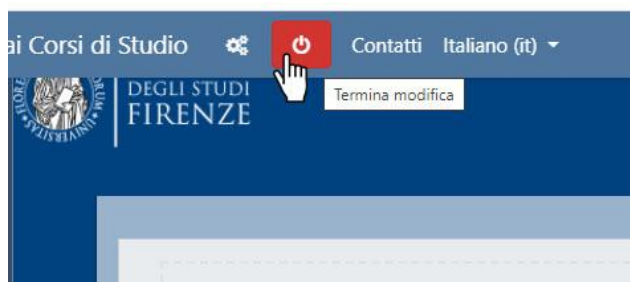 ai Corsi di Studio Contatti Italiano (it)
Termina modifica
DEGLI STUDI
FIRENZE